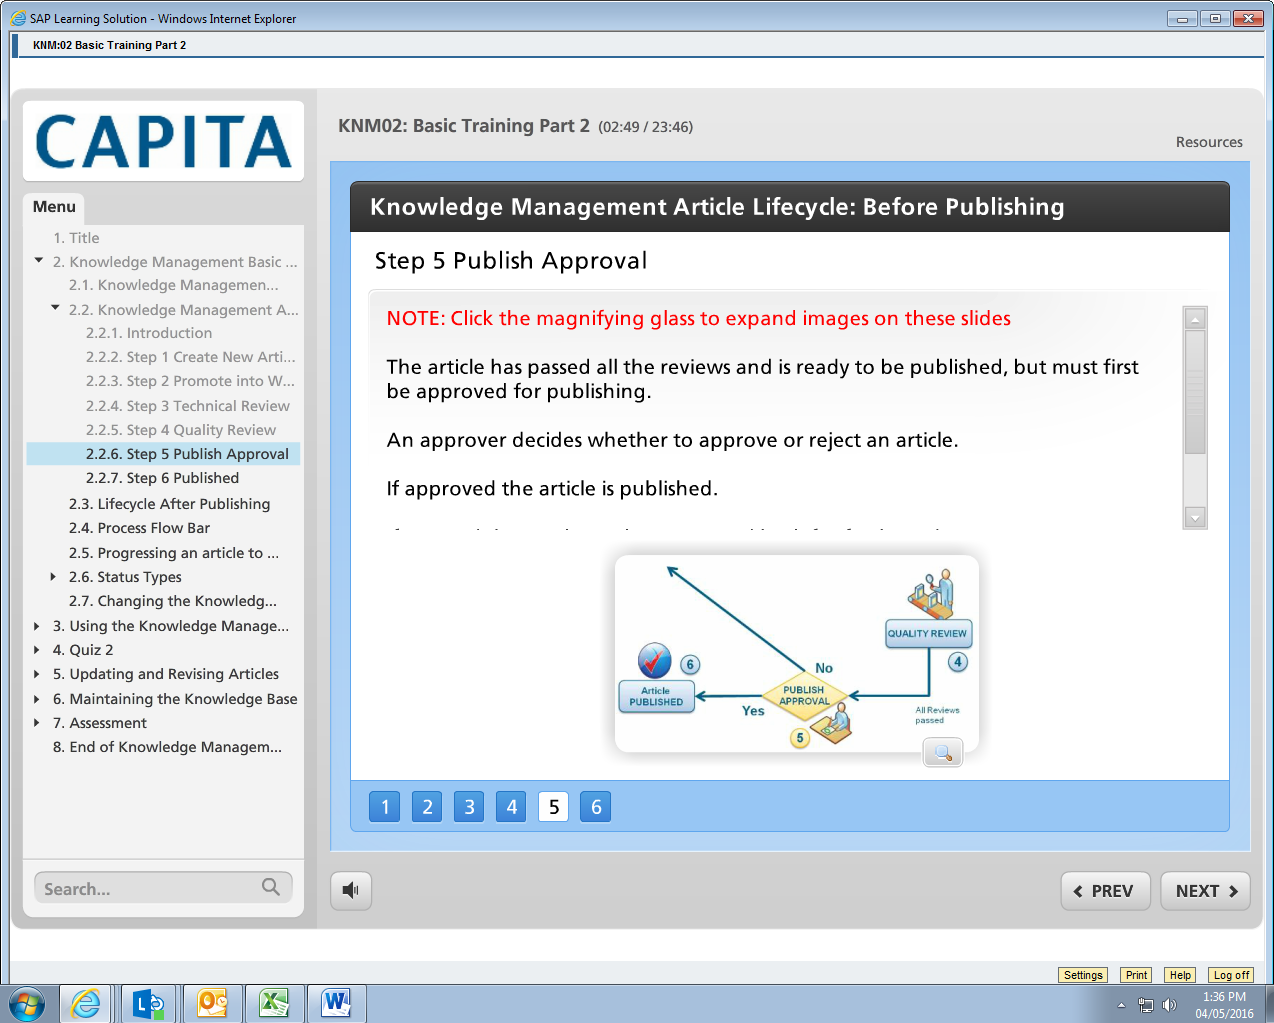 SAP Learning Solution - Windows Internet Explorer
KNM:02 Basic Training Part 2
CAPITA
KNM02: Basic Training Part 2 (02:49 / 23:46)
Resources
Menu
1. Title
2. Knowledge Management Basic ...
2.1. Knowledge Managemen...
2.2. Knowledge Management A...
2.2.1. Introduction
2.2.2. Step 1 Create New Arti...
2.2.3. Step 2 Promote into W...
2.2.4. Step 3 Technical Review
2.2.5. Step 4 Quality Review
2.2.6. Step 5 Publish Approval
2.2.7. Step 6 Published
2.3. Lifecycle After Publishing
2.4. Process Flow Bar
2.5. Progressing an article to ...
2.6. Status Types
2.7. Changing the Knowledg...
3. Using the Knowledge Manage...
4. Quiz 2
5. Updating and Revising Articles
6. Maintaining the Knowledge Base
7. Assessment
8. End of Knowledge Managem...
Search...
Knowledge Management Article Lifecycle: Before Publishing
Step 5 Publish Approval
NOTE: Click the magnifying glass to expand images on these slides
The article has passed all the reviews and is ready to be published, but must first
be approved for publishing.
An approver decides whether to approve or reject an article.
If approved the article is published.
QUALITY REVIEW
4
No
6
Article
PUBLISHED
PUBLISH
APPROVAL
Yes
5
All Reviews
passed
1 2 3 4 5 6
PREV
NEXT
Settings Print Help Log off
1:36 PM
04/05/2016